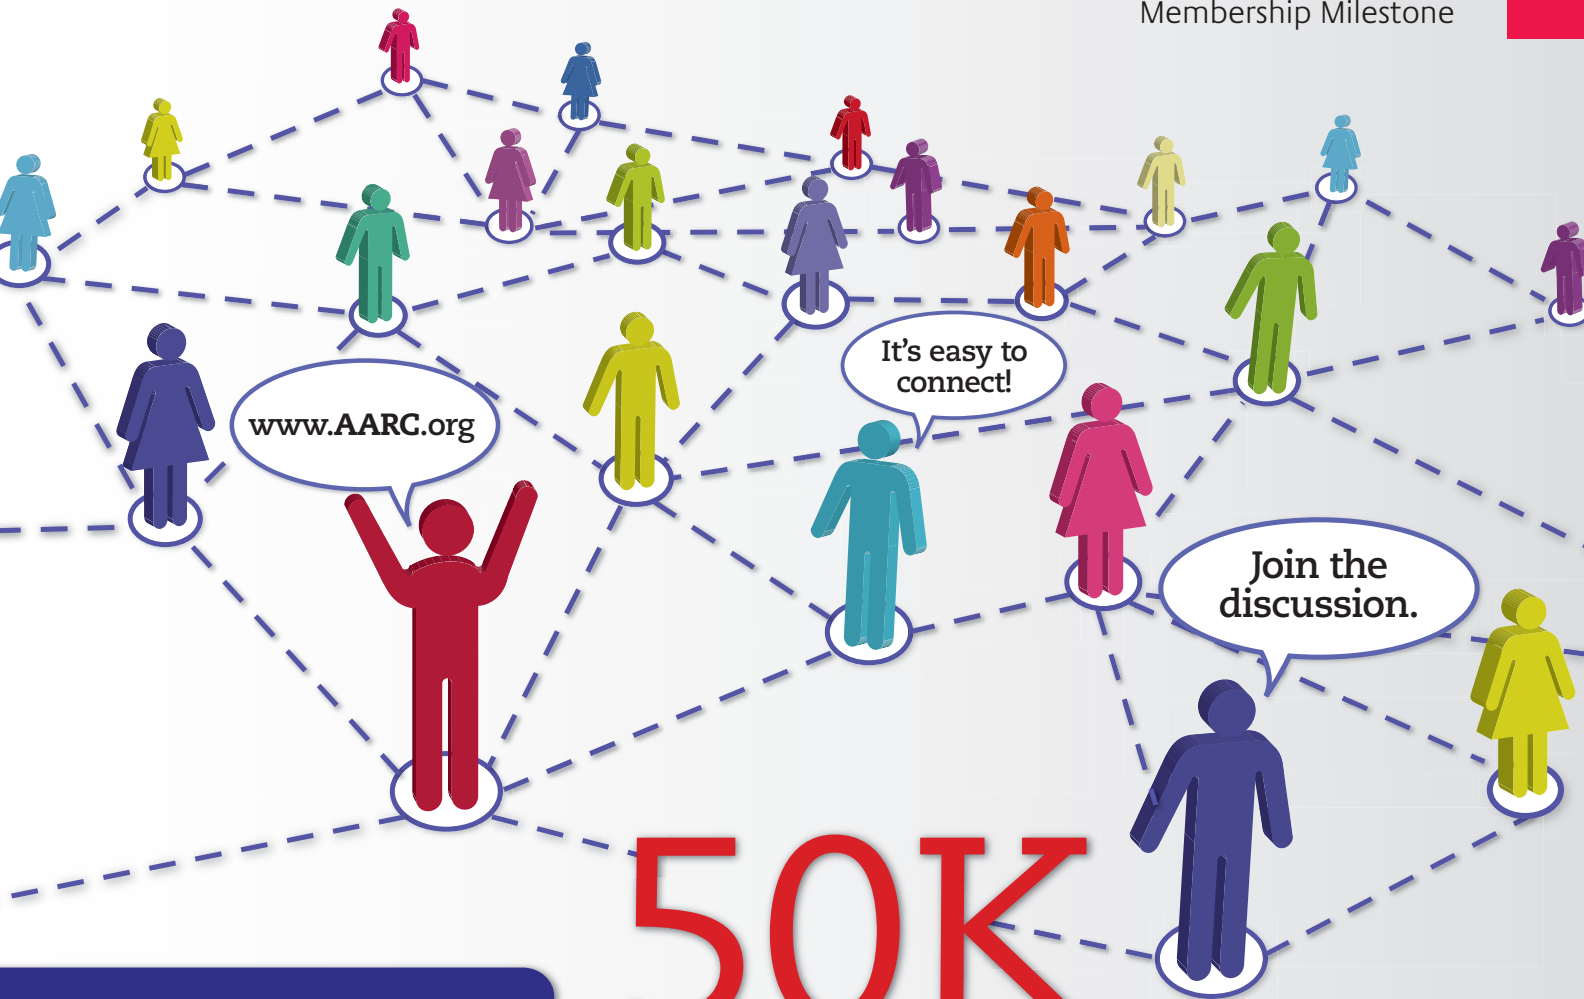 Membership Milestone
It's easy to
connect!
www.AARC.org
Join the
discussion.
50K